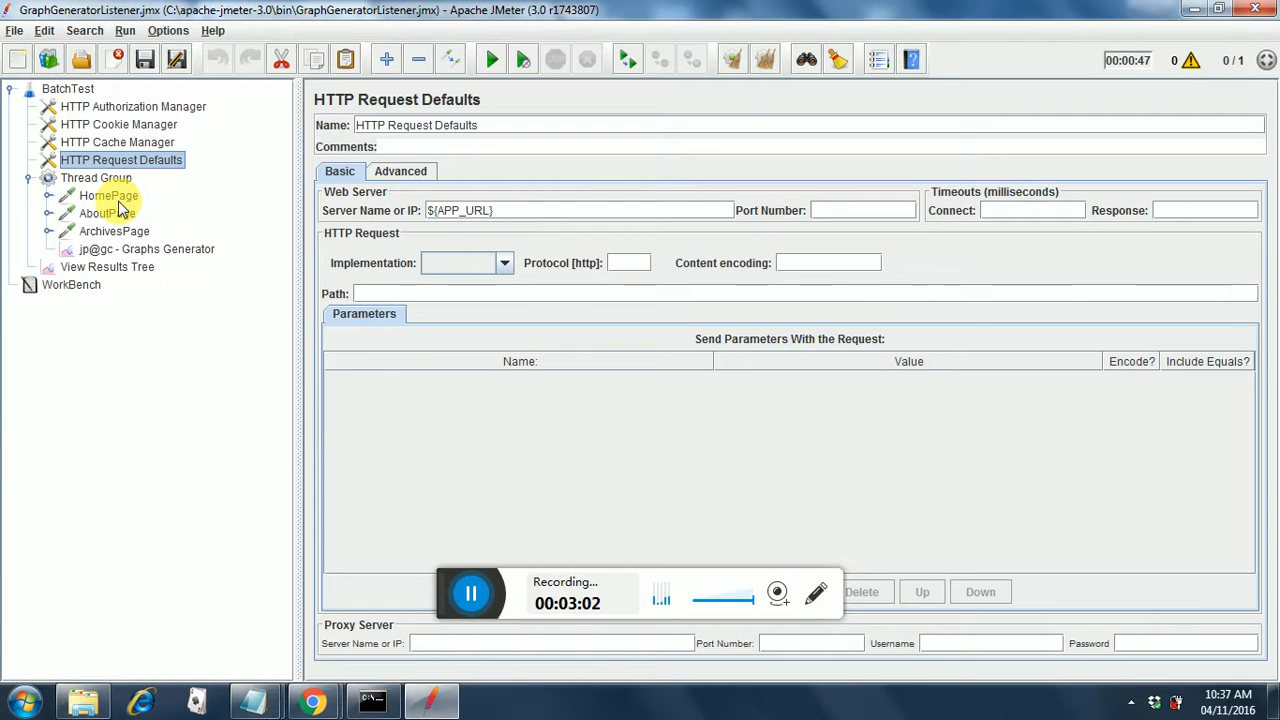 GraphGeneratorListener.jmx (C:\apache-jmeter-3.0\bin\GraphGeneratorListener.jmx) - Apache JMeter (3.0 r1743807)
File Edit Search Run Options Help
00:00:47 0 0 / 1
BatchTest
HTTP Authorization Manager
HTTP Cookie Manager
HTTP Cache Manager
HTTP Request Defaults
Thread Group
HomePage
AboutPage
ArchivesPage
jp@gc - Graphs Generator
View Results Tree
WorkBench
HTTP Request Defaults
Name: HTTP Request Defaults
Comments:
Basic Advanced
Web Server
Server Name or IP: ${APP_URL} Port Number:
Timeouts (milliseconds)
Connect: Response:
HTTP Request
Implementation: Protocol [http]: Content encoding:
Path:
Parameters
Send Parameters With the Request:
Name: Value Encode? Include Equals?
Delete Up Down
Recording...
00:03:02
Proxy Server
Server Name or IP: Port Number: Username Password
10:37 AM
04/11/2016